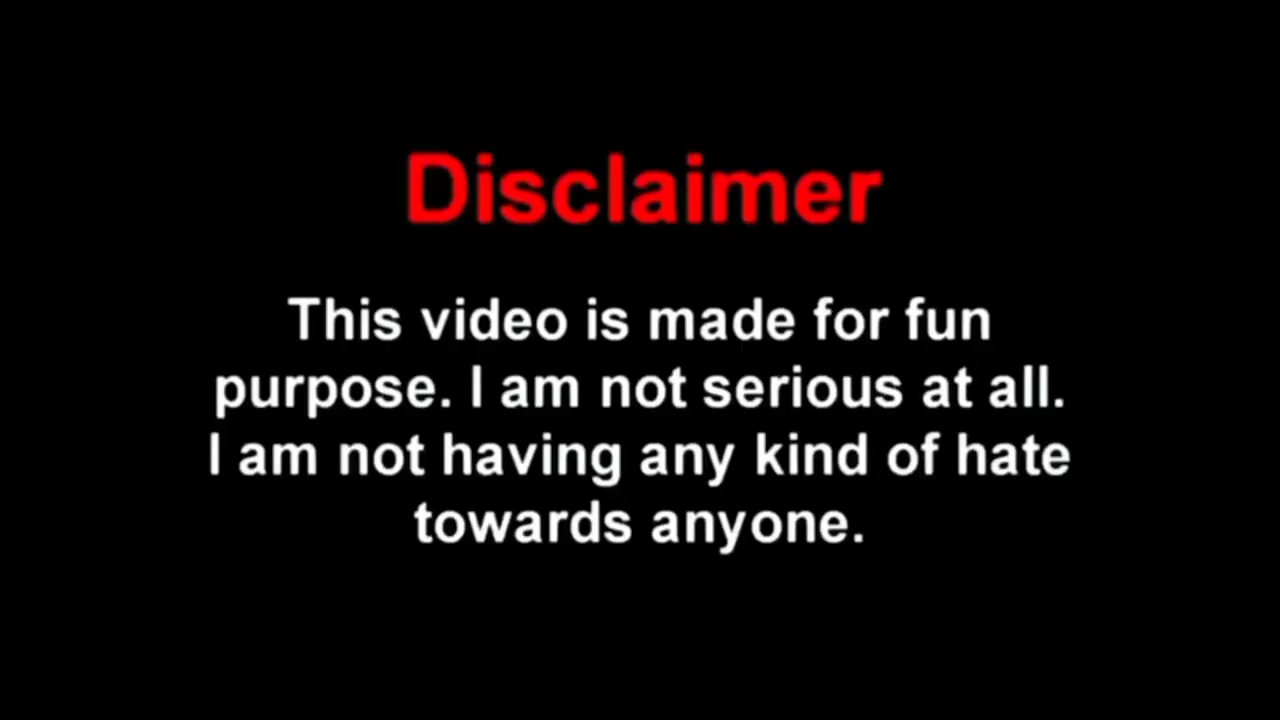 Disclaimer
This video is made for fun
purpose. I am not serious at all.
I am not having any kind of hate
towards anyone.